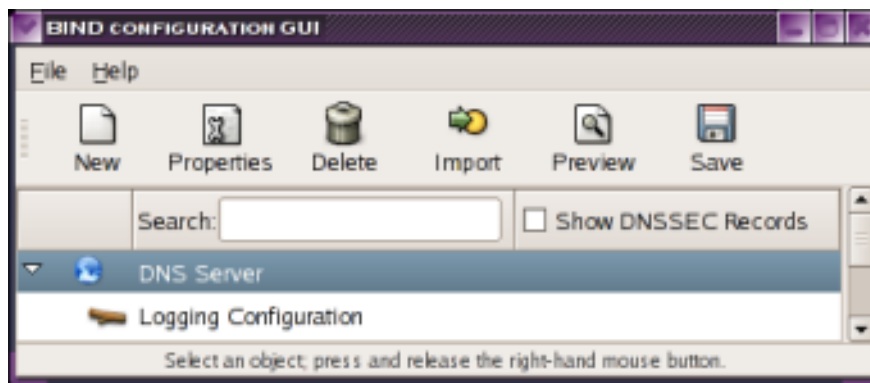 BIND CONFIGURATION GUI
File Help
New Properties Delete Import Preview Save
Search: Show DNSSEC Records
DNS Server
Logging Configuration
Select an object; press and release the right-hand mouse button.